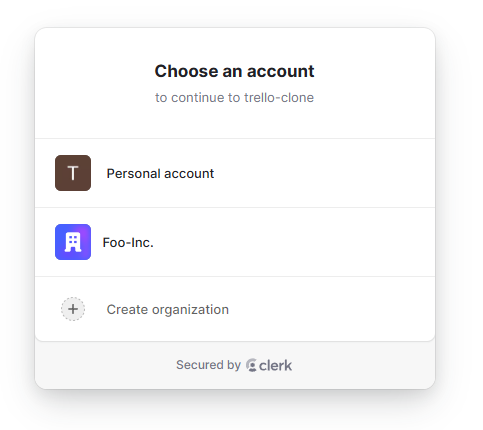 Choose an account
to continue to trello-clone
T
Personal account
Foo-Inc.
Create organization
Secured by clerk